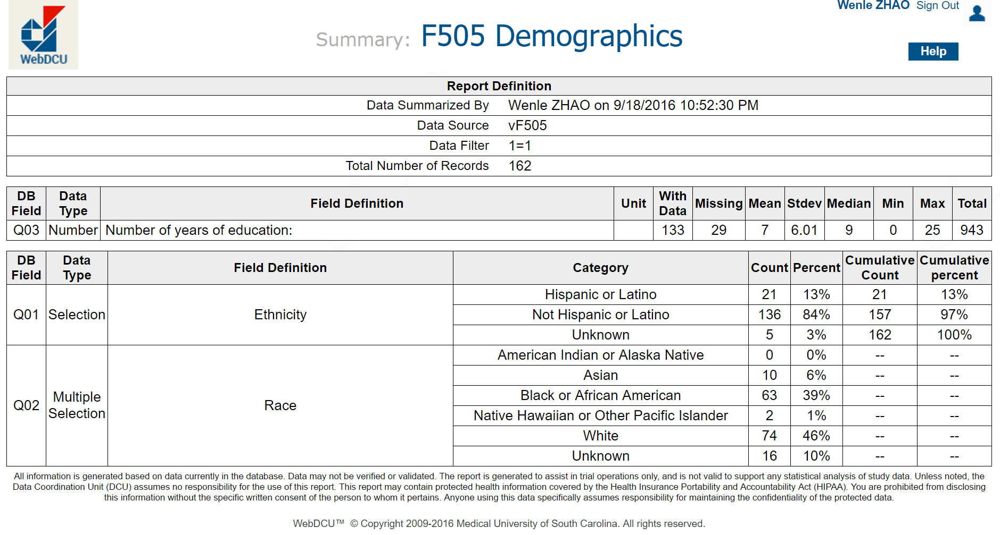 WebDCU
Wenle ZHAO Sign Out
Summary: F505 Demographics
Help
Report Definition
Data Summarized By Wenle ZHAO on 9/18/2016 10:52:30 PM
Data Source vF505
Data Filter 1=1
Total Number of Records 162
DB Field Data Type Field Definition Unit With Data Missing Mean Stdev Median Min Max Total
Q03 Number Number of years of education: 133 29 7 6.01 9 0 25 943
DB Field Data Type Field Definition Category Count Percent Cumulative Count Cumulative percent
Q01 Selection Ethnicity Hispanic or Latino 21 13% 21 13%
Not Hispanic or Latino 136 84% 157 97%
Unknown 5 3% 162 100%
Q02 Multiple Selection Race American Indian or Alaska Native 0 0% -- --
Asian 10 6% -- --
Black or African American 63 39% -- --
Native Hawaiian or Other Pacific Islander 2 1% -- --
White 74 46% -- --
Unknown 16 10% -- --
All information is generated based on data currently in the database. Data may not be verified or validated. The report is generated to assist in trial operations only, and is not valid to support any statistical analysis of study data. Unless noted, the
Data Coordination Unit (DCU) assumes no responsibility for the use of this report. This report may contain protected health information covered by the Health Insurance Portability and Accountability Act (HIPAA). You are prohibited from disclosing
this information without the specific written consent of the person to whom it pertains. Anyone using this data specifically assumes responsibility for maintaining the confidentiality of the protected data.
WebDCU™ © Copyright 2009-2016 Medical University of South Carolina. All rights reserved.